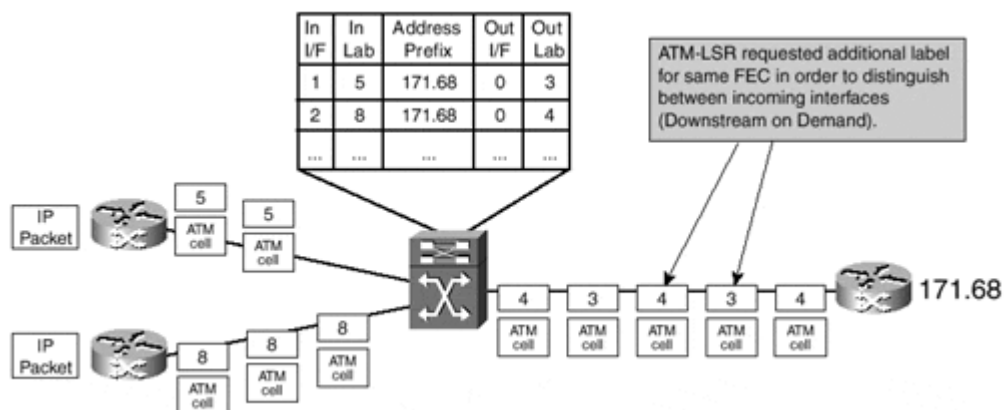 In I/F In Lab Address Prefix Out I/F Out Lab
1 5 171.68 0 3
2 8 171.68 0 4
... ... ... ... ...
ATM-LSR requested additional label
for same FEC in order to distinguish
between incoming interfaces
(Downstream on Demand).
IP Packet
5
ATM cell
5
ATM cell
IP Packet
8
ATM cell
8
ATM cell
8
ATM cell
4
ATM cell
3
ATM cell
4
ATM cell
3
ATM cell
4
ATM cell
171.68